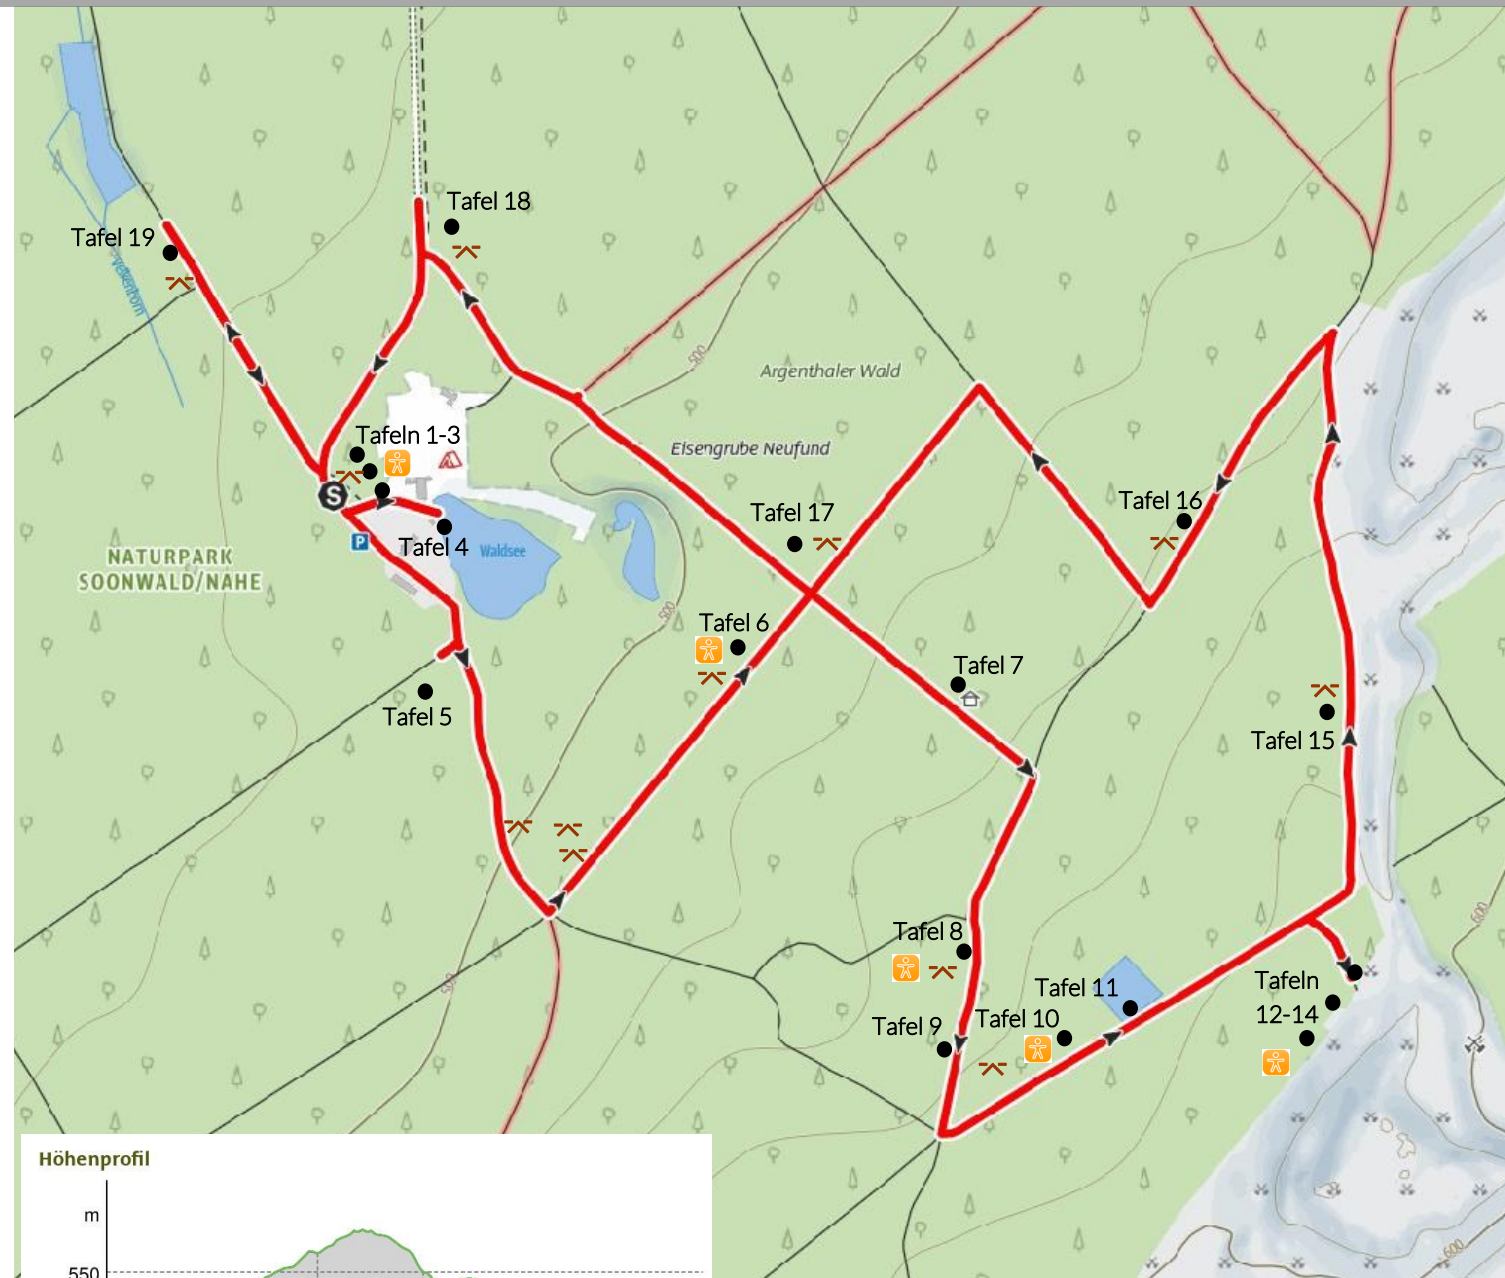 Tafel 18
Tafel 19
Velkenborn
500
Argenthaler Wald
Tafeln 1-3
Eisengrube Neufund
S
Tafel 16
Tafel 17
P
Tafel 4
Waldsee
NATURPARK
SOONWALD/NAHE
500
Tafel 6
Tafel 7
Tafel 5
Tafel 15
600
Tafel 8
500
Tafeln
12-14
Tafel 11
Tafel 10
Tafel 9
Höhenprofil
m
550
600